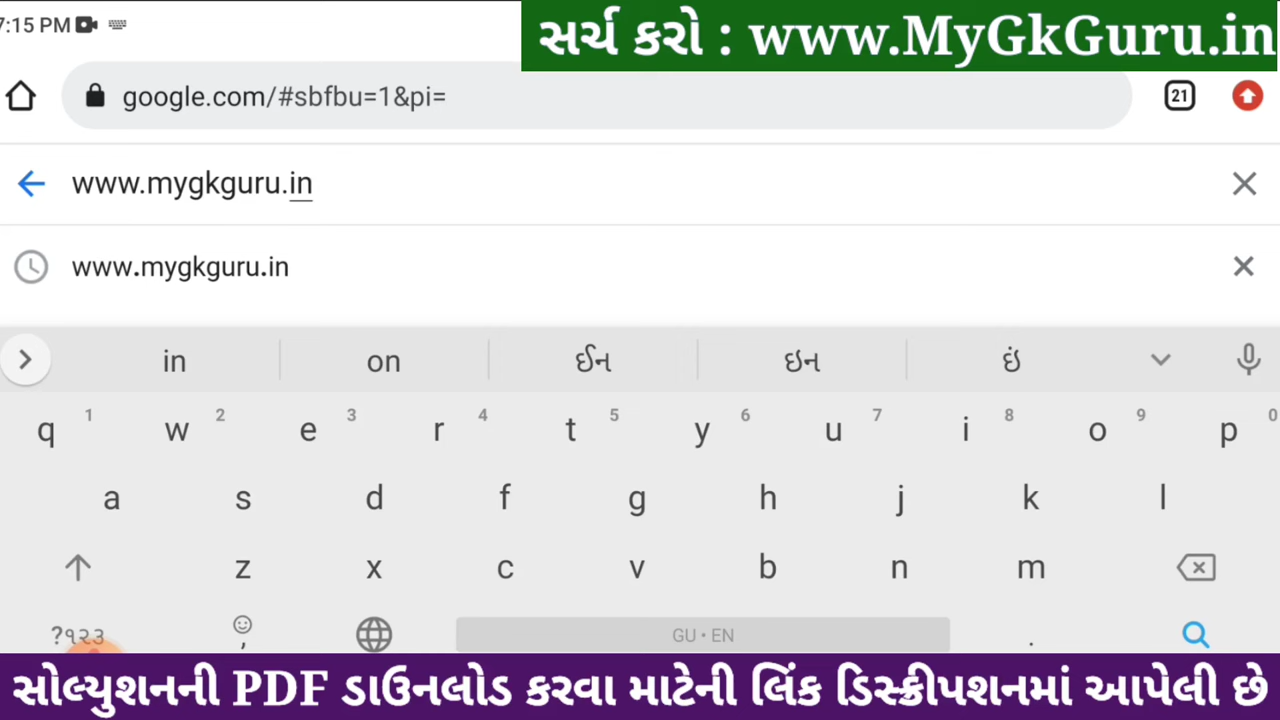 7:15 PM
સર્ચ કરો : www.MyGkGuru.in
google.com/#sbfbu=1&pi=
21
www.mygkguru.in
www.mygkguru.in
in on ઈન ઇન ઇં
q 1 w 2 e 3 r 4 t 5 y 6 u 7 i 8 o 9 p 0
a s d f g h j k l
z x c v b n m
?૧૨૩ , GU • EN .
સોલ્યુશનની PDF ડાઉનલોડ કરવા માટેની લિંક ડિસ્ક્રીપશનમાં આપેલી છે